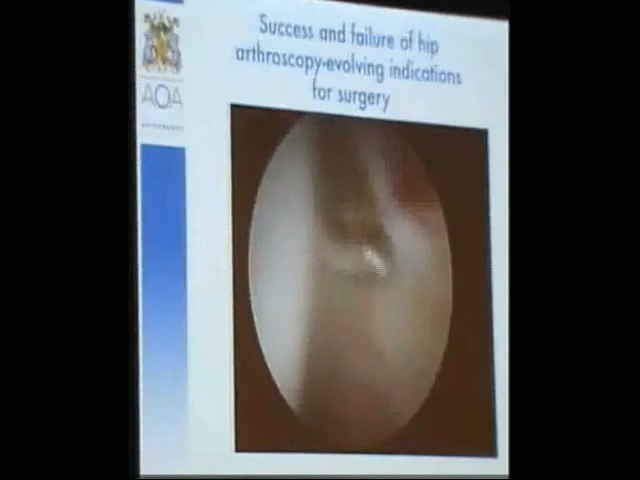 Success and failure of hip
arthroscopy-evolving indications
for surgery
AOA